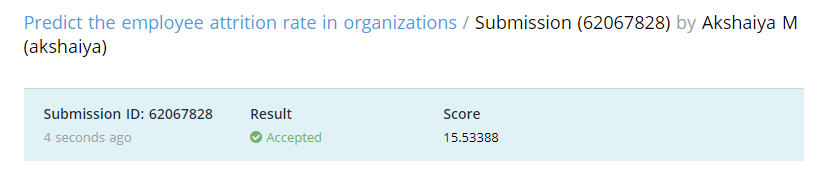 Predict the employee attrition rate in organizations / Submission (62067828) by Akshaiya M
(akshaiya)
Submission ID: 62067828 Result Score
4 seconds ago Accepted 15.53388